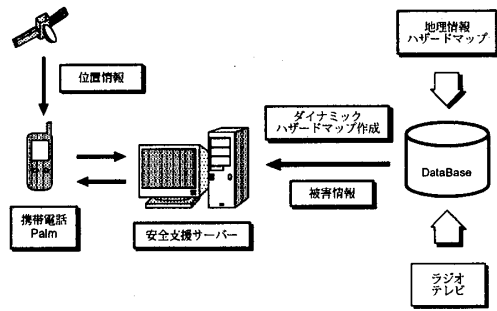 地理情報
ハザードマップ
位置情報
ダイナミック
ハザードマップ作成
DataBase
被害情報
携帯電話
Palm
安全支援サーバー
ラジオ
テレビ